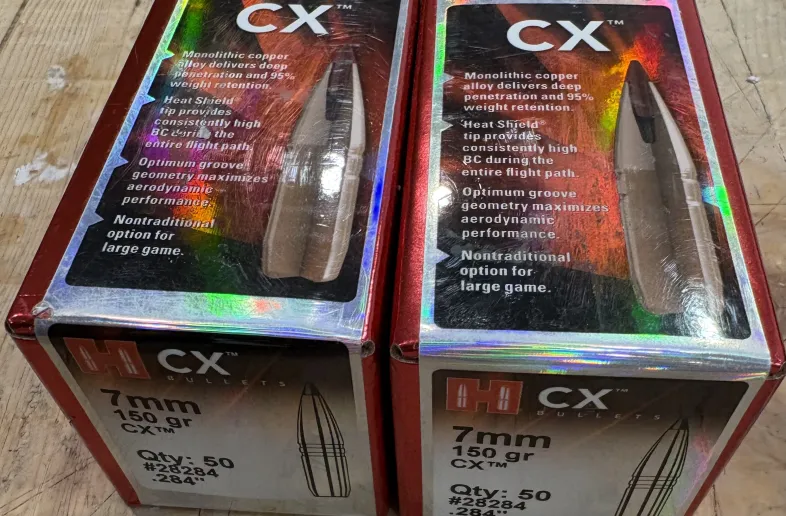 CX™
Monolithic copper
alloy delivers deep
penetration and 95%
weight retention.
Heat Shield®
tip provides
consistently high
BC during the
entire flight path.
Optimum groove
geometry maximizes
aerodynamic
performance.
Nontraditional
option for
large game.
H CX™
BULLETS
7mm
150 gr
CX™
Qty: 50
#28284
.284"
CX™
Monolithic copper
alloy delivers deep
penetration and 95%
weight retention.
Heat Shield®
tip provides
consistently high
BC during the
entire flight path.
Optimum groove
geometry maximizes
aerodynamic
performance.
Nontraditional
option for
large game.
H CX™
BULLETS
7mm
150 gr
CX™
Qty: 50
#28284
.284"